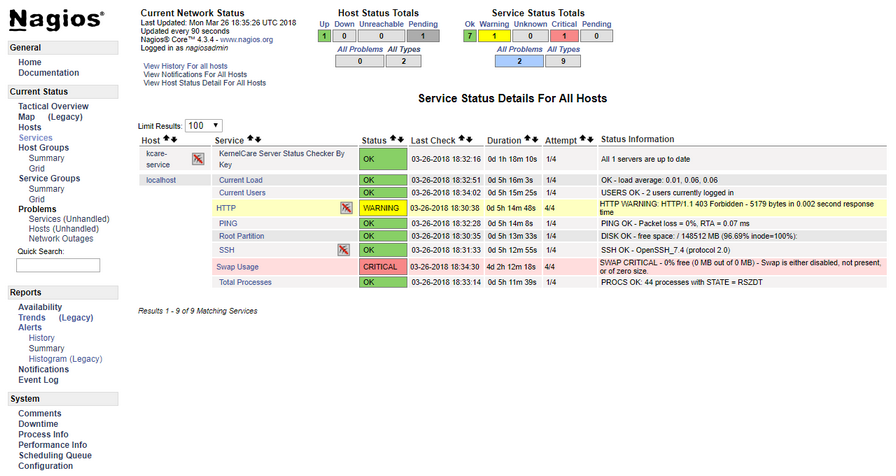 Nagios®
General
Home
Documentation
Current Status
Tactical Overview
Map (Legacy)
Hosts
Services
Host Groups
Summary
Grid
Service Groups
Summary
Grid
Problems
Services (Unhandled)
Hosts (Unhandled)
Network Outages
Quick Search:
Reports
Availability
Trends (Legacy)
Alerts
History
Summary
Histogram (Legacy)
Notifications
Event Log
System
Comments
Downtime
Process Info
Performance Info
Scheduling Queue
Configuration
Current Network Status
Last Updated: Mon Mar 26 18:35:26 UTC 2018
Updated every 90 seconds
Nagios® Core™ 4.3.4 - www.nagios.org
Logged in as nagiosadmin
View History For all hosts
View Notifications For All Hosts
View Host Status Detail For All Hosts
Host Status Totals
Up Down Unreachable Pending
1 0 0 1
All Problems All Types
0 2
Service Status Totals
Ok Warning Unknown Critical Pending
7 1 0 1 0
All Problems All Types
2 9
Service Status Details For All Hosts
Limit Results: 100
Host Service Status Last Check Duration Attempt Status Information
kcare-service KernelCare Server Status Checker By Key OK 03-26-2018 18:32:16 0d 1h 18m 10s 1/4 All 1 servers are up to date
localhost Current Load OK 03-26-2018 18:32:51 0d 5h 16m 3s 1/4 OK - load average: 0.01, 0.06, 0.06
Current Users OK 03-26-2018 18:34:02 0d 5h 15m 25s 1/4 USERS OK - 2 users currently logged in
HTTP WARNING 03-26-2018 18:30:38 0d 5h 14m 48s 4/4 HTTP WARNING: HTTP/1.1 403 Forbidden - 5179 bytes in 0.002 second response time
PING OK 03-26-2018 18:32:28 0d 5h 14m 8s 1/4 PING OK - Packet loss = 0%, RTA = 0.07 ms
Root Partition OK 03-26-2018 18:30:35 0d 5h 13m 33s 1/4 DISK OK - free space: / 148512 MB (96.69% inode=100%):
SSH OK 03-26-2018 18:31:33 0d 5h 12m 55s 1/4 SSH OK - OpenSSH_7.4 (protocol 2.0)
Swap Usage CRITICAL 03-26-2018 18:34:30 4d 2h 12m 18s 4/4 SWAP CRITICAL - 0% free (0 MB out of 0 MB) - Swap is either disabled, not present, or of zero size.
Total Processes OK 03-26-2018 18:33:14 0d 5h 11m 39s 1/4 PROCS OK: 44 processes with STATE = RSZDT
Results 1 - 9 of 9 Matching Services